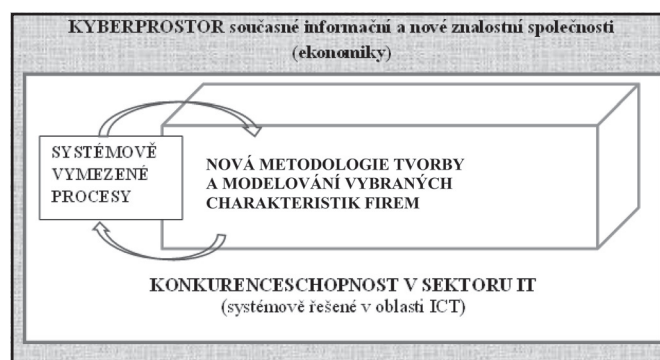 KYBERPROSTOR současné informační a nové znalostní společnosti
(ekonomiky)
SYSTÉMOVĚ
VYMEZENÉ
PROCESY
NOVÁ METODOLOGIE TVORBY
A MODELOVÁNÍ VYBRANÝCH
CHARAKTERISTIK FIREM
KONKURENCESCHOPNOST V SEKTORU IT
(systémově řešené v oblasti ICT)